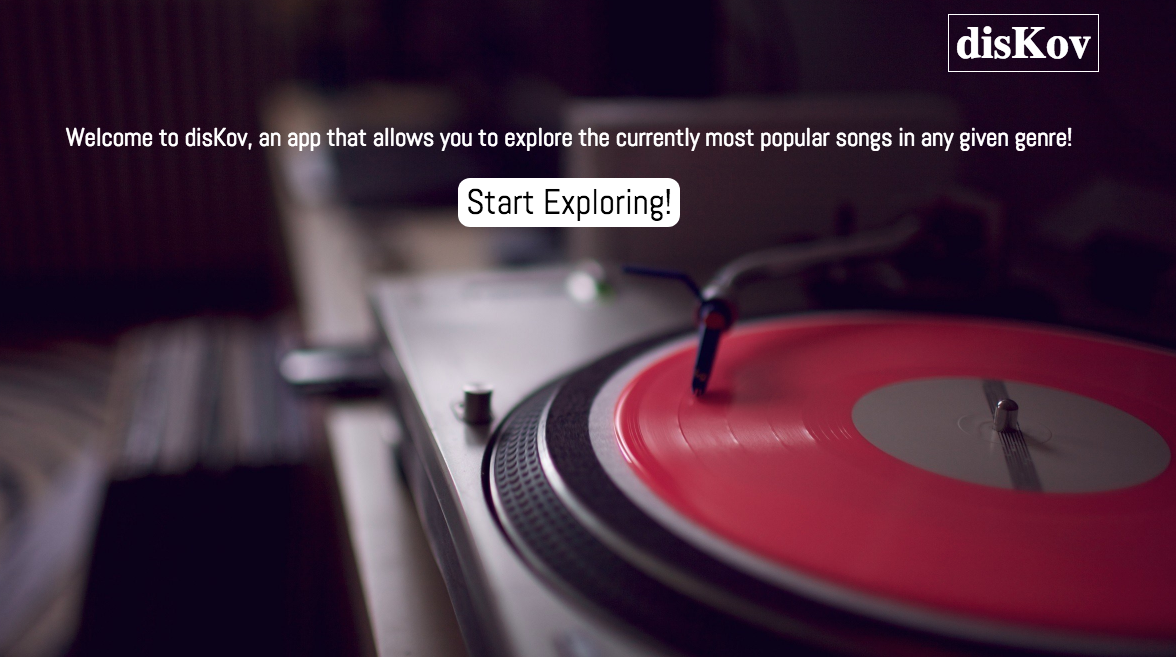 disKov
Welcome to disKov, an app that allows you to explore the currently most popular songs in any given genre!
Start Exploring!